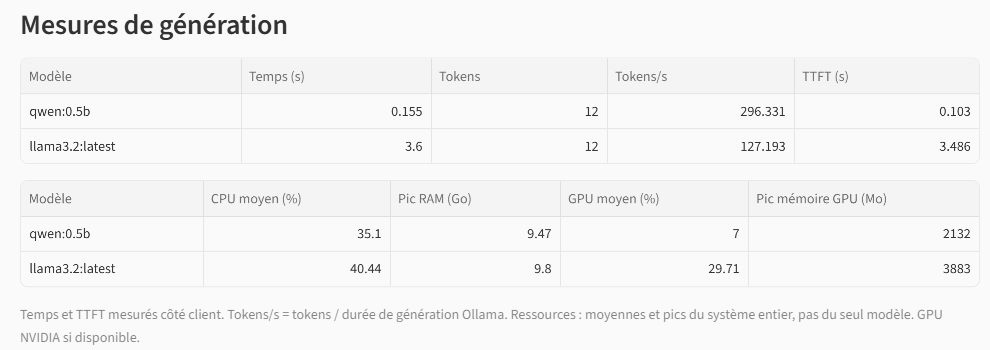 Mesures de génération
Modèle Temps (s) Tokens Tokens/s TTFT (s)
qwen:0.5b 0.155 12 296.331 0.103
llama3.2:latest 3.6 12 127.193 3.486
Modèle CPU moyen (%) Pic RAM (Go) GPU moyen (%) Pic mémoire GPU (Mo)
qwen:0.5b 35.1 9.47 7 2132
llama3.2:latest 40.44 9.8 29.71 3883
Temps et TTFT mesurés côté client. Tokens/s = tokens / durée de génération Ollama. Ressources : moyennes et pics du système entier, pas du seul modèle. GPU
NVIDIA si disponible.